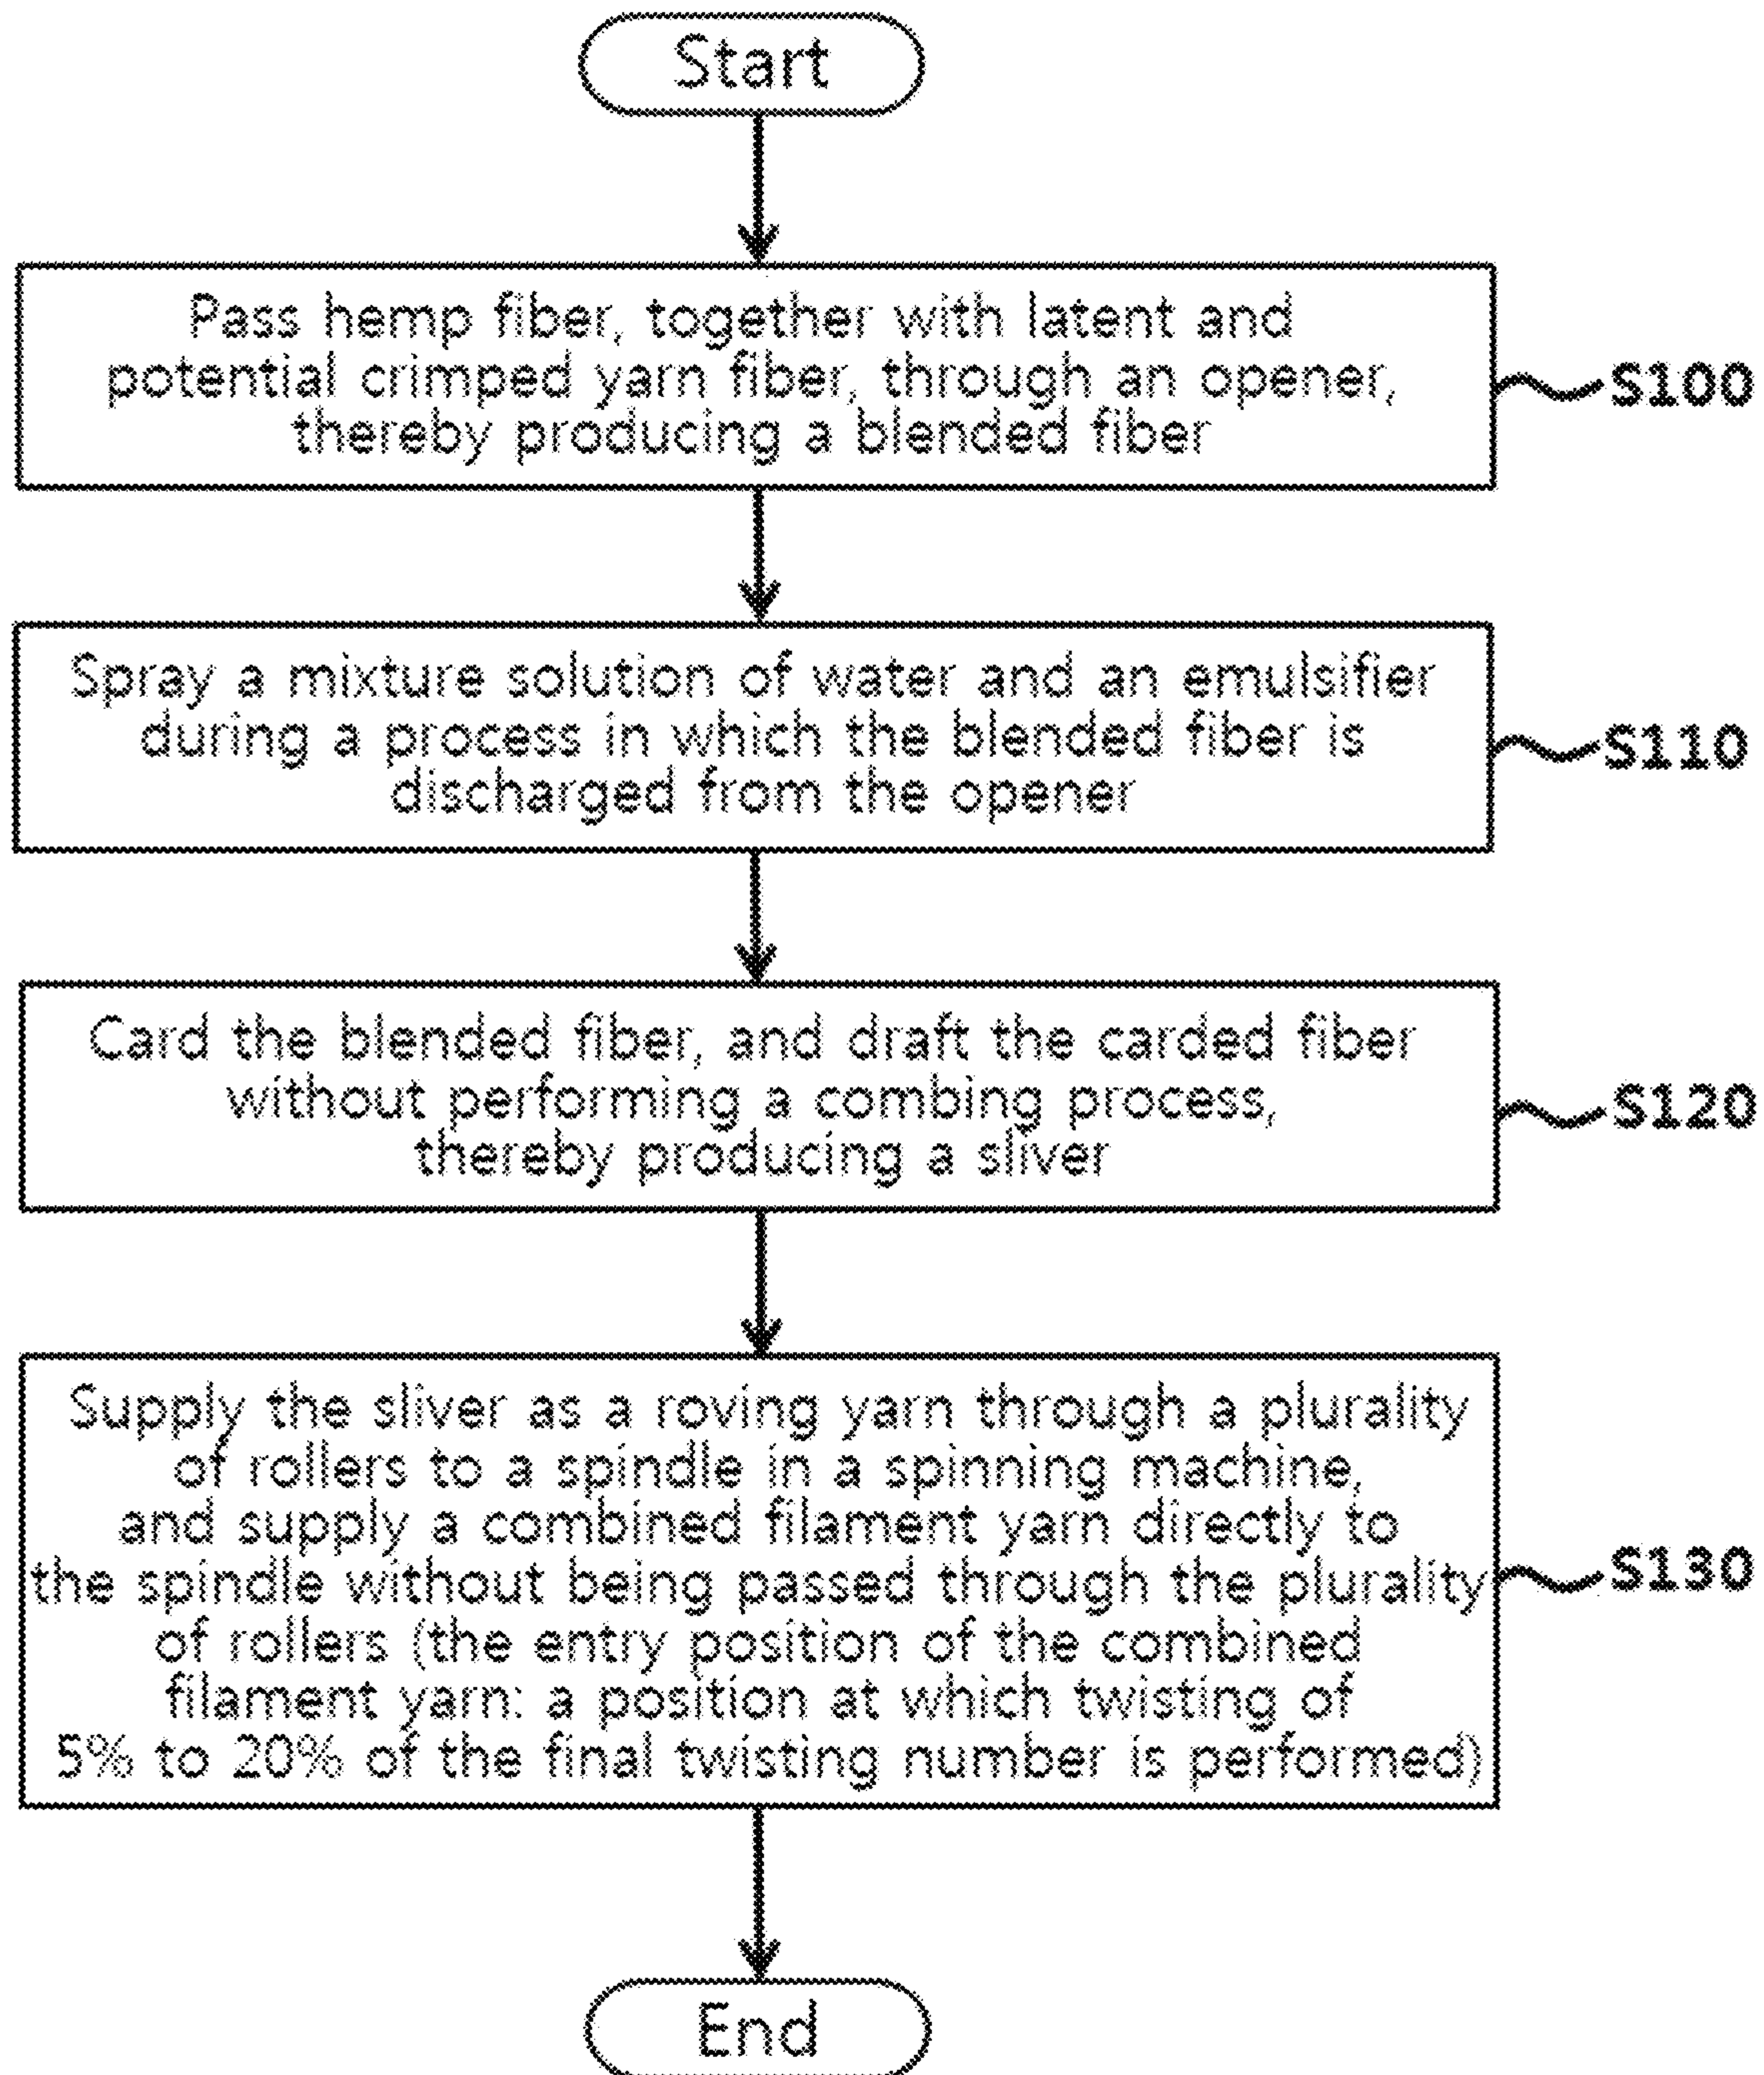 Start
Pass hemp fiber, together with latent and
potential crimped yarn fiber, through an opener,
thereby producing a blended fiber
S100
Spray a mixture solution of water and an emulsifier
during a process in which the blended fiber is
discharged from the opener
S110
Card the blended fiber, and draft the carded fiber
without performing a combing process,
thereby producing a sliver
S120
Supply the sliver as a roving yarn through a plurality
of rollers to a spindle in a spinning machine,
and supply a combined filament yarn directly to
the spindle without being passed through the plurality
of rollers (the entry position of the combined
filament yarn: a position at which twisting of
5% to 20% of the final twisting number is performed)
S130
End